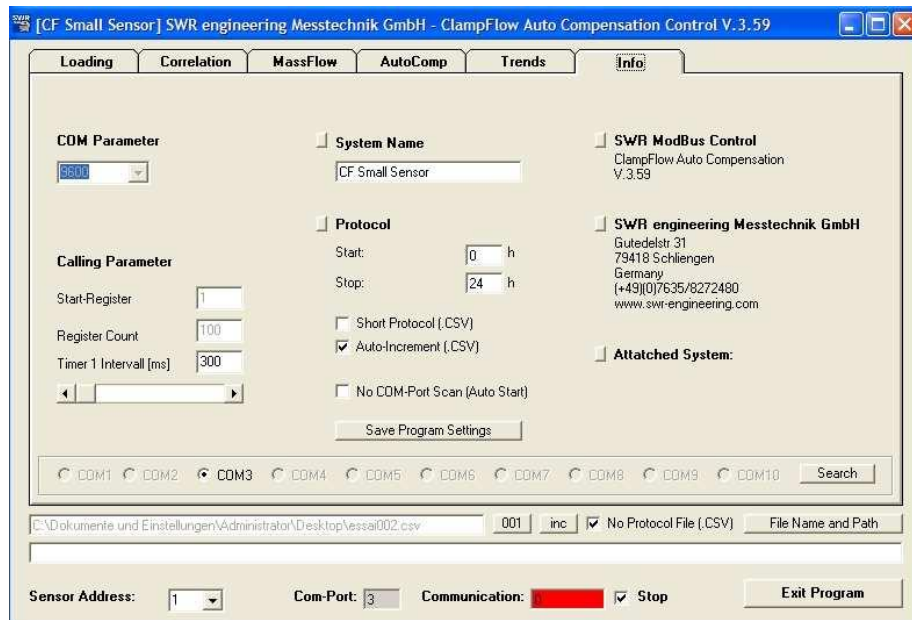 SWR [CF Small Sensor] SWR engineering Messtechnik GmbH - ClampFlow Auto Compensation Control V.3.59
Loading Correlation MassFlow AutoComp Trends Info
COM Parameter
9600
System Name
CF Small Sensor
SWR ModBus Control
ClampFlow Auto Compensation
V.3.59
Protocol
Start: 0 h
Stop: 24 h
SWR engineering Messtechnik GmbH
Gutedelstr 31
79418 Schliengen
Germany
(+49)(0)7635/8272480
www.swr-engineering.com
Calling Parameter
Start-Register 1
Register Count 100
Timer 1 Intervall [ms] 300
Short Protocol (.CSV)
Auto-Increment (.CSV)
No COM-Port Scan (Auto Start)
Save Program Settings
Attatched System:
COM1 COM2 COM3 COM4 COM5 COM6 COM7 COM8 COM9 COM10 Search
C:\Dokumente und Einstellungen\Administrator\Desktop\essai002.csv 001 inc No Protocol File (.CSV) File Name and Path
Sensor Address: 1 Com-Port: 3 Communication: 0 Stop Exit Program